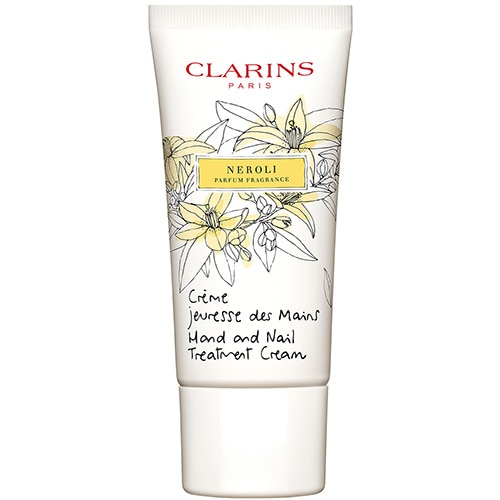 CLARINS
PARIS
NEROLI
PARFUM FRAGRANCE
Crème
jeunesse des Mains
Hand and Nail
Treatment Cream